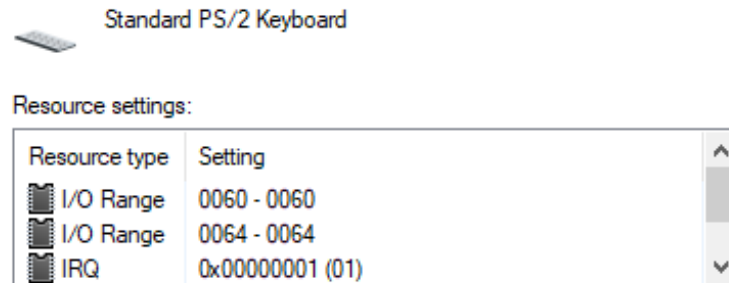 Standard PS/2 Keyboard
Resource settings:
Resource type Setting
I/O Range 0060 - 0060
I/O Range 0064 - 0064
IRQ 0x00000001 (01)